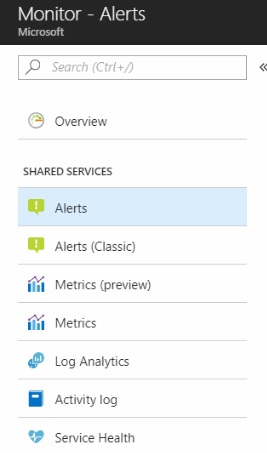 Monitor - Alerts
Microsoft
Search (Ctrl+/)
Overview
SHARED SERVICES
Alerts
Alerts (Classic)
Metrics (preview)
Metrics
Log Analytics
Activity log
Service Health